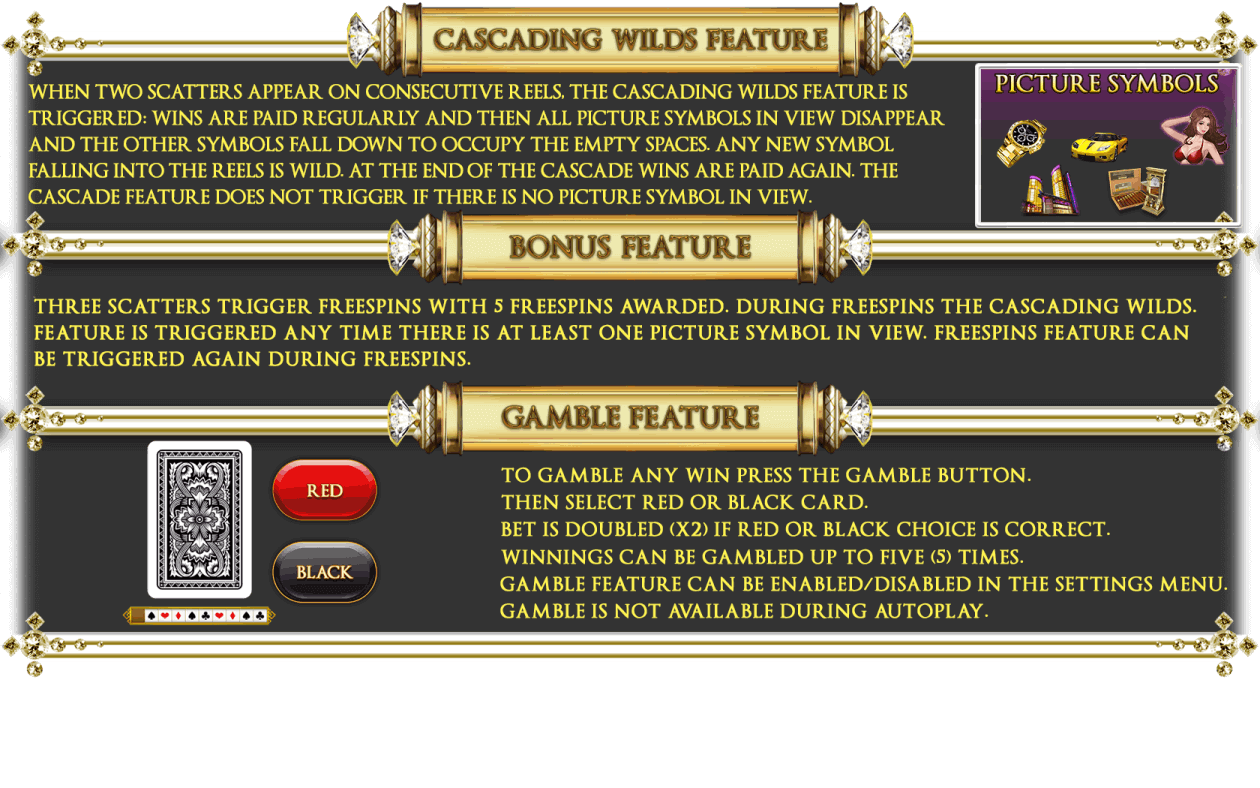 CASCADING WILDS FEATURE
WHEN TWO SCATTERS APPEAR ON CONSECUTIVE REELS, THE CASCADING WILDS FEATURE IS
TRIGGERED: WINS ARE PAID REGULARLY AND THEN ALL PICTURE SYMBOLS IN VIEW DISAPPEAR
AND THE OTHER SYMBOLS FALL DOWN TO OCCUPY THE EMPTY SPACES. ANY NEW SYMBOL
FALLING INTO THE REELS IS WILD. AT THE END OF THE CASCADE WINS ARE PAID AGAIN. THE
CASCADE FEATURE DOES NOT TRIGGER IF THERE IS NO PICTURE SYMBOL IN VIEW.
PICTURE SYMBOLS
BONUS FEATURE
THREE SCATTERS TRIGGER FREESPINS WITH 5 FREESPINS AWARDED. DURING FREESPINS THE CASCADING WILDS.
FEATURE IS TRIGGERED ANY TIME THERE IS AT LEAST ONE PICTURE SYMBOL IN VIEW. FREESPINS FEATURE CAN
BE TRIGGERED AGAIN DURING FREESPINS.
GAMBLE FEATURE
RED
BLACK
TO GAMBLE ANY WIN PRESS THE GAMBLE BUTTON.
THEN SELECT RED OR BLACK CARD.
BET IS DOUBLED (X2) IF RED OR BLACK CHOICE IS CORRECT.
WINNINGS CAN BE GAMBLED UP TO FIVE (5) TIMES.
GAMBLE FEATURE CAN BE ENABLED/DISABLED IN THE SETTINGS MENU.
GAMBLE IS NOT AVAILABLE DURING AUTOPLAY.